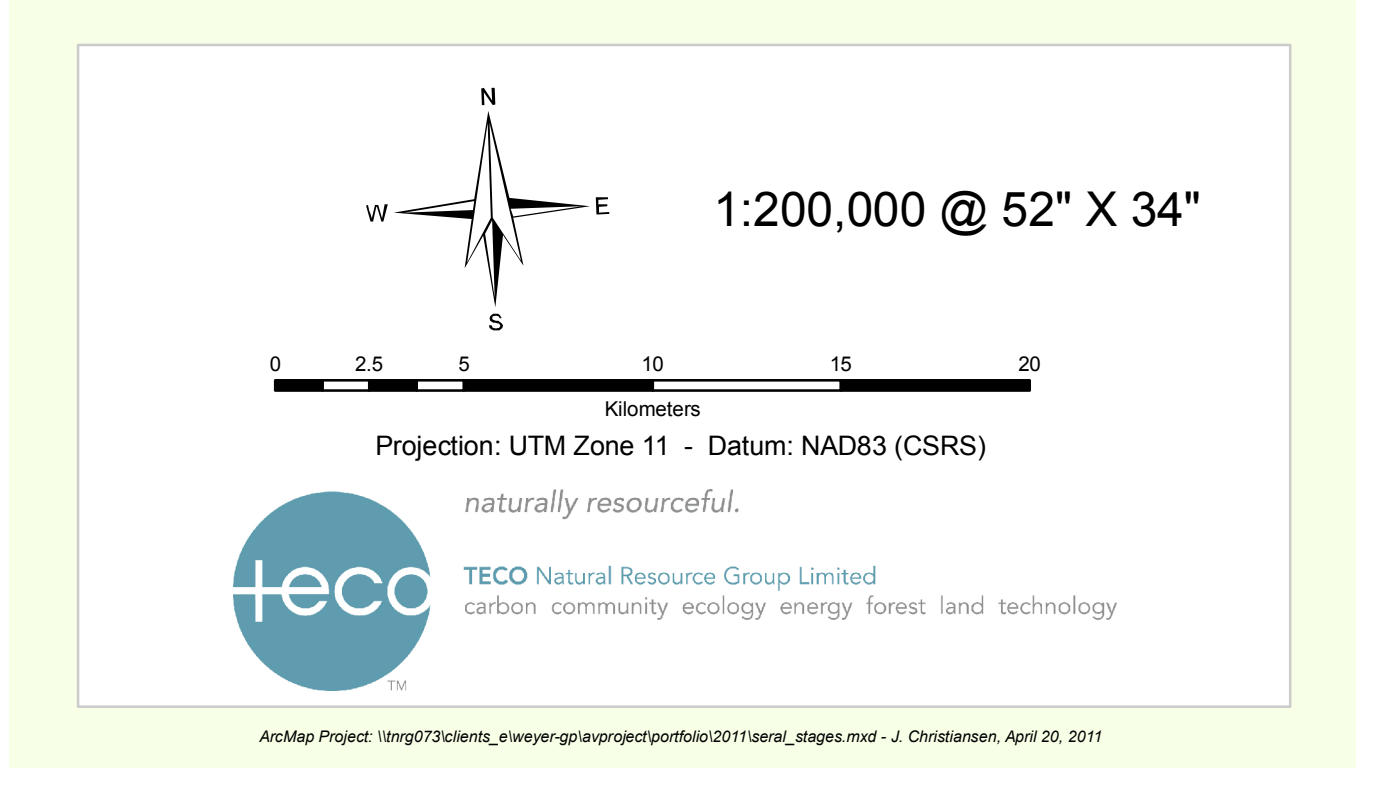 N
W
E
1:200,000 @ 52" X 34"
S
0 2.5 5 10 15 20
Kilometers
Projection: UTM Zone 11 - Datum: NAD83 (CSRS)
naturally resourceful.
teco
TECO Natural Resource Group Limited
carbon community ecology energy forest land technology
TM
ArcMap Project: \\tnrg073\clients_e\weyer-gp\avproject\portfolio\2011\seral_stages.mxd - J. Christiansen, April 20, 2011